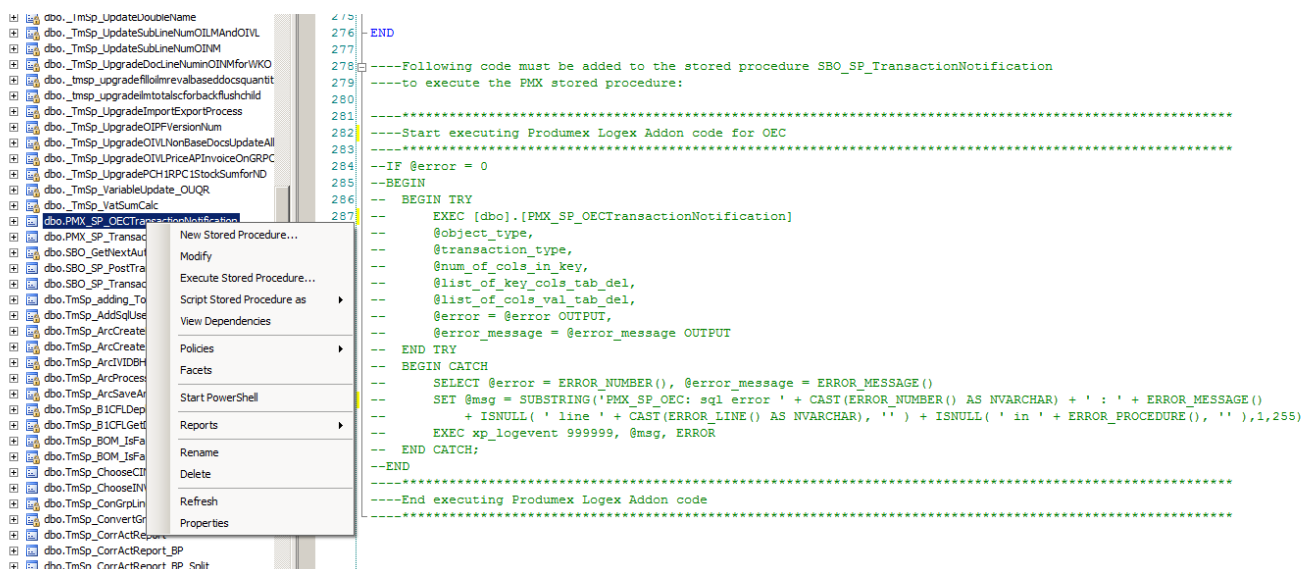 dbo._TmSp_UpdateDoubleName
dbo._TmSp_UpdateSubLineNumOILMAndOIVL
dbo._TmSp_UpdateSubLineNumOINM
dbo._TmSp_UpgradeDocLineNuminOINMforWKO
dbo._tmsp_upgradefilloilmrevalbaseddocsquantit
dbo._tmsp_upgradeilmtotalscforbackflushchild
dbo._TmSp_UpgradeImportExportProcess
dbo._TmSp_UpgradeOIPFVersionNum
dbo._TmSp_UpgradeOIVLNonBaseDocsUpdateAll
dbo._TmSp_UpgradeOIVLPriceAPInvoiceOnGRPC
dbo._TmSp_UpgradePCH1RPC1StockSumforND
dbo._TmSp_VariableUpdate_OUQR
dbo._TmSp_VatSumCalc
dbo.PMX_SP_OECTransactionNotification
dbo.PMX_SP_Transac
dbo.SBO_GetNextAut
dbo.SBO_SP_PostTra
dbo.SBO_SP_Transac
dbo.TmSp_adding_To
dbo.TmSp_AddSqlUse
dbo.TmSp_ArcCreate
dbo.TmSp_ArcCreate
dbo.TmSp_ArcIVIDBH
dbo.TmSp_ArcProces
dbo.TmSp_ArcSaveAr
dbo.TmSp_B1CFLDep
dbo.TmSp_B1CFLGetI
dbo.TmSp_BOM_IsFa
dbo.TmSp_BOM_IsFa
dbo.TmSp_ChooseCI
dbo.TmSp_ChooseIN
dbo.TmSp_ConGrpLin
dbo.TmSp_ConvertGr
dbo.TmSp_CorrActReport
dbo.TmSp_CorrActReport_BP
dbo.TmSp_CorrActReport_BP_Split
New Stored Procedure...
Modify
Execute Stored Procedure...
Script Stored Procedure as
View Dependencies
Policies
Facets
Start PowerShell
Reports
Rename
Delete
Refresh
Properties
275
276 END
277
278 ----Following code must be added to the stored procedure SBO_SP_TransactionNotification
279 ----to execute the PMX stored procedure:
280
281 ----*****************************************************************************************
282 ----Start executing Produmex Logex Addon code for OEC
283 ----*****************************************************************************************
284 --IF @error = 0
285 --BEGIN
286 --  BEGIN TRY
287 --      EXEC [dbo].[PMX_SP_OECTransactionNotification]
--      @object_type,
--      @transaction_type,
--      @num_of_cols_in_key,
--      @list_of_key_cols_tab_del,
--      @list_of_cols_val_tab_del,
--      @error = @error OUTPUT,
--      @error_message = @error_message OUTPUT
--  END TRY
--  BEGIN CATCH
--      SELECT @error = ERROR_NUMBER(), @error_message = ERROR_MESSAGE()
--      SET @msg = SUBSTRING('PMX_SP_OEC: sql error ' + CAST(ERROR_NUMBER() AS NVARCHAR) + ' : ' + ERROR_MESSAGE()
--          + ISNULL( ' line ' + CAST(ERROR_LINE() AS NVARCHAR), '' ) + ISNULL( ' in ' + ERROR_PROCEDURE(), '' ),1,255)
--      EXEC xp_logevent 999999, @msg, ERROR
--  END CATCH;
--END
----*****************************************************************************************
----End executing Produmex Logex Addon code
----*****************************************************************************************